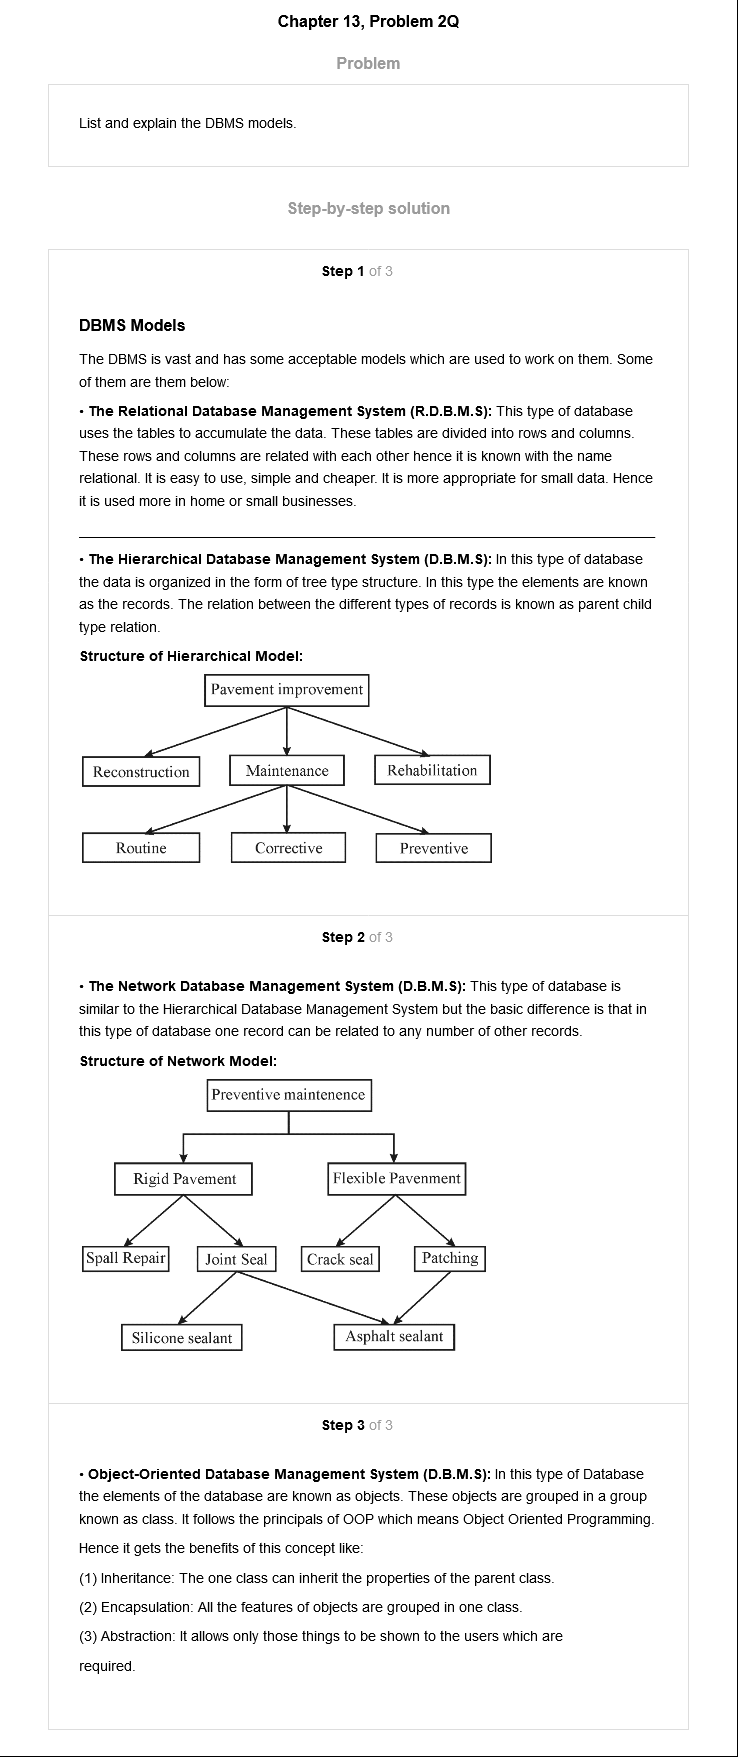 Chapter 13, Problem 2Q
Problem
List and explain the DBMS models.
Step-by-step solution
Step 1 of 3
DBMS Models
The DBMS is vast and has some acceptable models which are used to work on them. Some
of them are them below:
• The Relational Database Management System (R.D.B.M.S): This type of database
uses the tables to accumulate the data. These tables are divided into rows and columns.
These rows and columns are related with each other hence it is known with the name
relational. It is easy to use, simple and cheaper. It is more appropriate for small data. Hence
it is used more in home or small businesses.
• The Hierarchical Database Management System (D.B.M.S): In this type of database
the data is organized in the form of tree type structure. In this type the elements are known
as the records. The relation between the different types of records is known as parent child
type relation.
Structure of Hierarchical Model:
Pavement improvement
Reconstruction
Maintenance
Rehabilitation
Routine
Corrective
Preventive
Step 2 of 3
• The Network Database Management System (D.B.M.S): This type of database is
similar to the Hierarchical Database Management System but the basic difference is that in
this type of database one record can be related to any number of other records.
Structure of Network Model:
Preventive maintenence
Rigid Pavement
Flexible Pavenment
Spall Repair
Joint Seal
Crack seal
Patching
Silicone sealant
Asphalt sealant
Step 3 of 3
• Object-Oriented Database Management System (D.B.M.S): In this type of Database
the elements of the database are known as objects. These objects are grouped in a group
known as class. It follows the principals of OOP which means Object Oriented Programming.
Hence it gets the benefits of this concept like:
(1) Inheritance: The one class can inherit the properties of the parent class.
(2) Encapsulation: All the features of objects are grouped in one class.
(3) Abstraction: It allows only those things to be shown to the users which are
required.